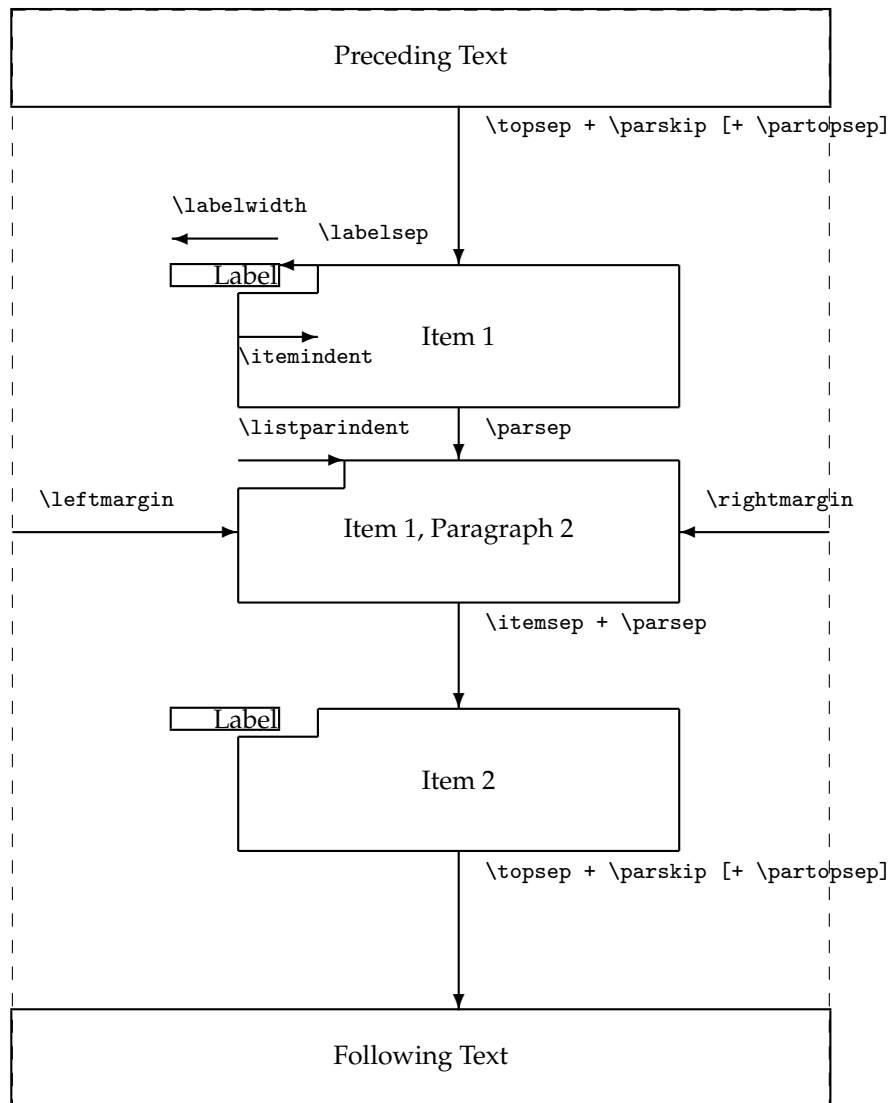 Preceding Text
\topsep + \parskip [+ \partopsep]
\labelwidth
\labelsep
Label
Item 1
\itemindent
\listparindent
\parsep
\leftmargin
\rightmargin
Item 1, Paragraph 2
\itemsep + \parsep
Label
Item 2
\topsep + \parskip [+ \partopsep]
Following Text